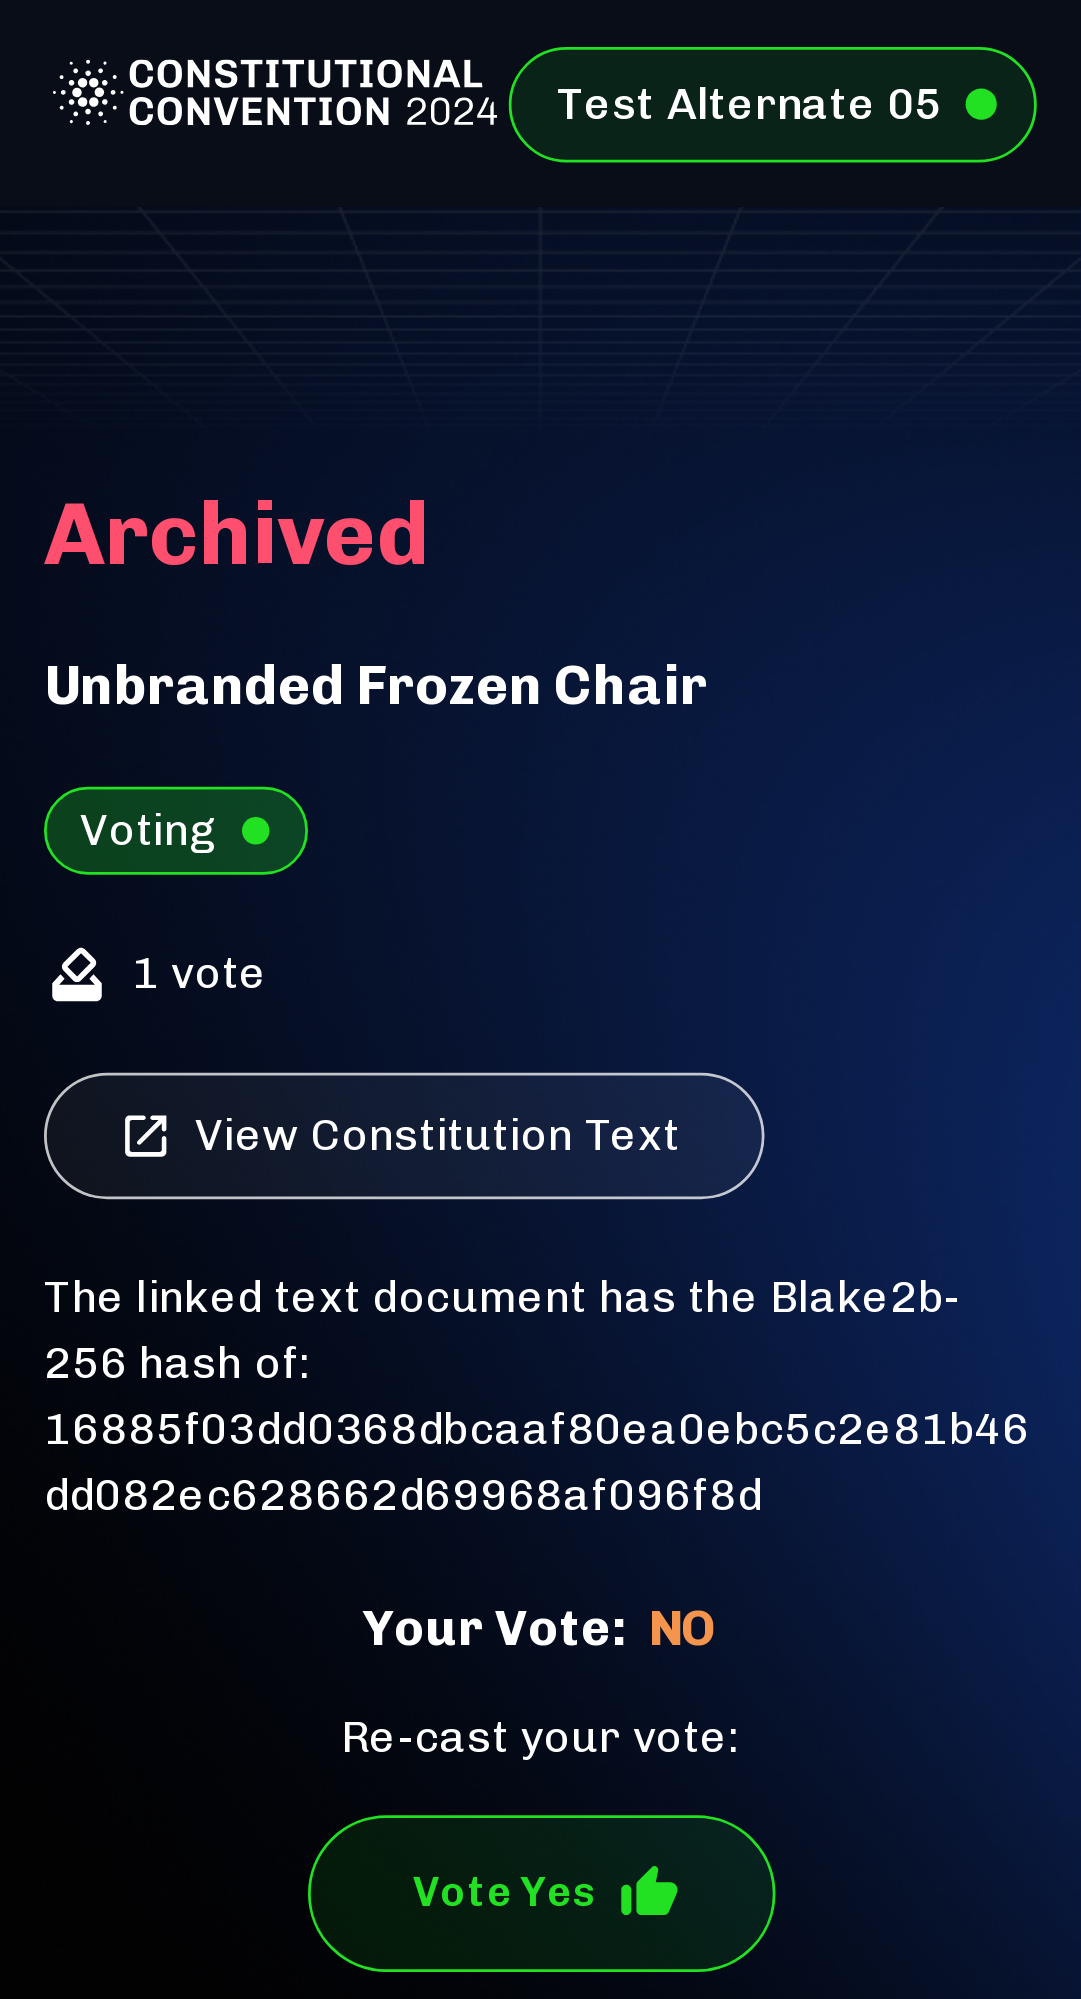 CONSTITUTIONAL
CONVENTION 2024
Test Alternate 05
Archived
Unbranded Frozen Chair
Voting
1 vote
View Constitution Text
The linked text document has the Blake2b-
256 hash of:
16885f03dd0368dbcaaf80ea0ebc5c2e81b46
dd082ec628662d69968af096f8d
Your Vote: NO
Re-cast your vote:
Vote Yes